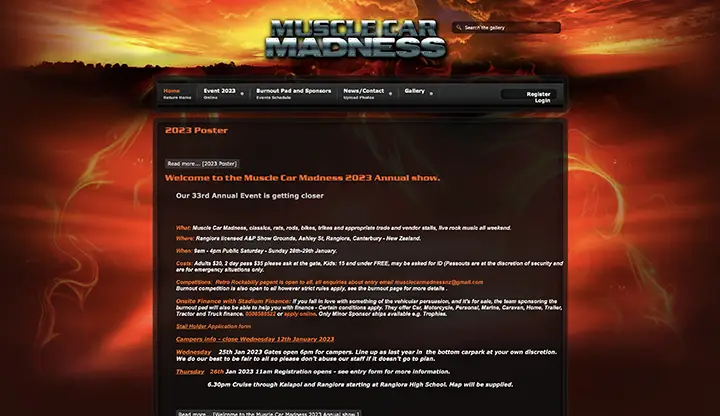 MUSCLE CAR
MADNESS
Search the gallery
Home
Return Home
Event 2023
Online
Burnout Pad and Sponsors
Events Schedule
News/Contact
Upload Photos
Gallery
Register
Login
2023 Poster
Read more... [2023 Poster]
Welcome to the Muscle Car Madness 2023 Annual show.
Our 33rd Annual Event is getting closer
What: Muscle Car Madness, classics, rats, rods, bikes, trikes and appropriate trade and vendor stalls, live rock music all weekend.
Where: Rangiora licensed A&P Show Grounds, Ashley St, Rangiora, Canterbury - New Zealand.
When: 9am - 4pm Public Saturday - Sunday 28th-29th January.
Costs: Adults $20, 2 day pass $35 please ask at the gate, Kids: 15 and under FREE, may be asked for ID (Passouts are at the discretion of security and
are for emergency situations only.
Competitions: Retro Rockabilly pagent is open to all, all enquiries about entry email musclecarmadnessnz@gmail.com
Burnout competition is also open to all however strict rules apply, see the burnout page for more details .
Onsite Finance with Stadium Finance: If you fall in love with something of the vehicular persuasion, and it's for sale, the team sponsoring the
burnout pad will also be able to help you with finance - Certain conditions apply. They offer Car, Motorcycle, Personal, Marine, Caravan, Home, Trailer,
Tractor and Truck finance. 0386588522 or apply online. Only Minor Sponsor ships available e.g. Trophies.
Stall Holder Application form
Campers info - close Wednesday 12th January 2023
Wednesday 25th Jan 2023 Gates open 6pm for campers. Line up as last year in the bottom carpark at your own discretion.
We do our best to be fair to all so please don't abuse our staff if it doesn't go to plan.
Thursday 26th Jan 2023 11am Registration opens - see entry form for more information.
6.30pm Cruise through Kaiapoi and Rangiora starting at Rangiora High School. Map will be supplied.
Read more... [Welcome to the Muscle Car Madness 2023 Annual show.]